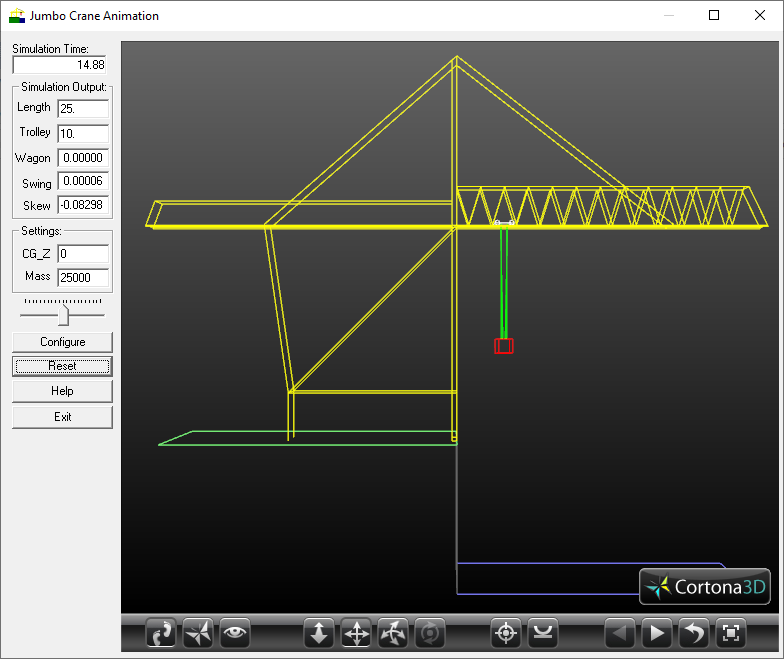 Jumbo Crane Animation
Simulation Time:
14.88
Simulation Output:
Length 25.
Trolley 10.
Wagon 0.00000
Swing 0.00006
Skew -0.08298
Settings:
CG_Z 0
Mass 25000
Configure
Reset
Help
Exit
Cortona3D